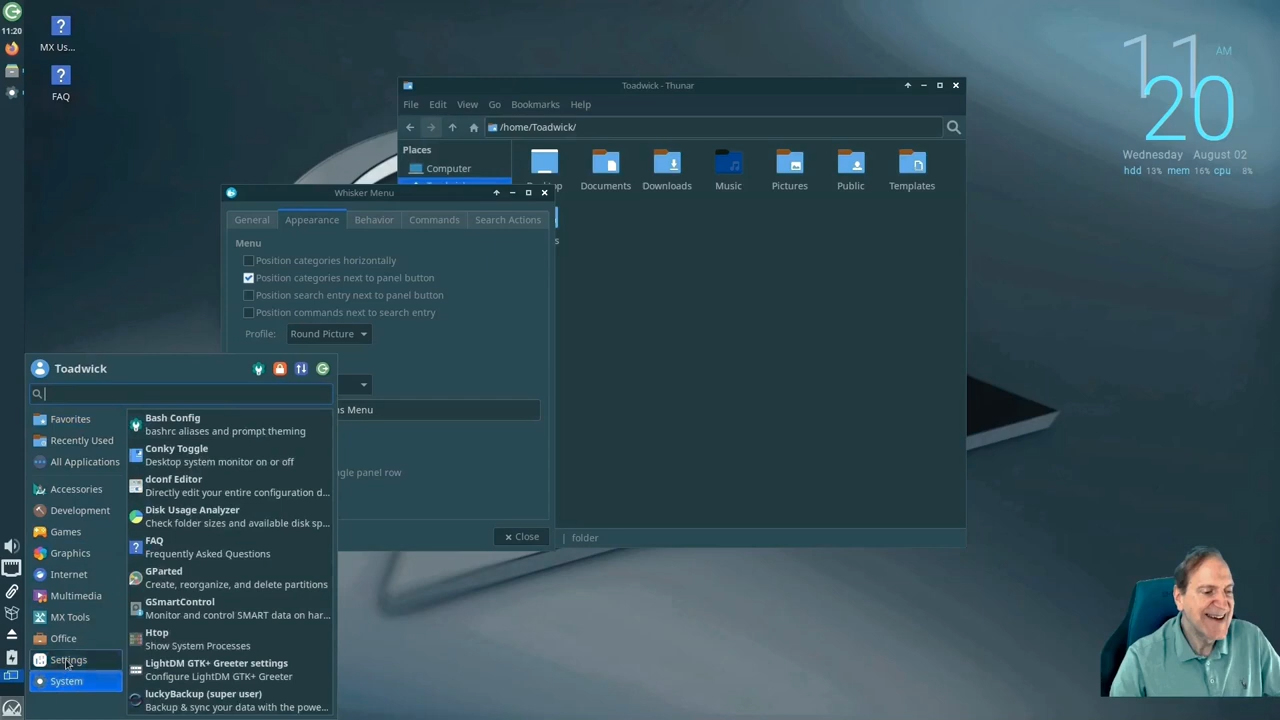 11:20
MX Us...
FAQ
11 AM
20
Wednesday August 02
hdd 13% mem 16% cpu 8%
Toadwick - Thunar
File Edit View Go Bookmarks Help
/home/Toadwick/
Places
Computer
Documents
Downloads
Music
Pictures
Public
Templates
folder
Whisker Menu
General Appearance Behavior Commands Search Actions
Menu
Position categories horizontally
Position categories next to panel button
Position search entry next to panel button
Position commands next to search entry
Profile: Round Picture
Menu
panel row
Close
Toadwick
Favorites
Recently Used
All Applications
Accessories
Development
Games
Graphics
Internet
Multimedia
MX Tools
Office
Settings
System
Bash Config
bashrc aliases and prompt theming
Conky Toggle
Desktop system monitor on or off
dconf Editor
Directly edit your entire configuration d...
Disk Usage Analyzer
Check folder sizes and available disk sp...
FAQ
Frequently Asked Questions
GParted
Create, reorganize, and delete partitions
GSmartControl
Monitor and control SMART data on har...
Htop
Show System Processes
LightDM GTK+ Greeter settings
Configure LightDM GTK+ Greeter
luckyBackup (super user)
Backup & sync your data with the powe...